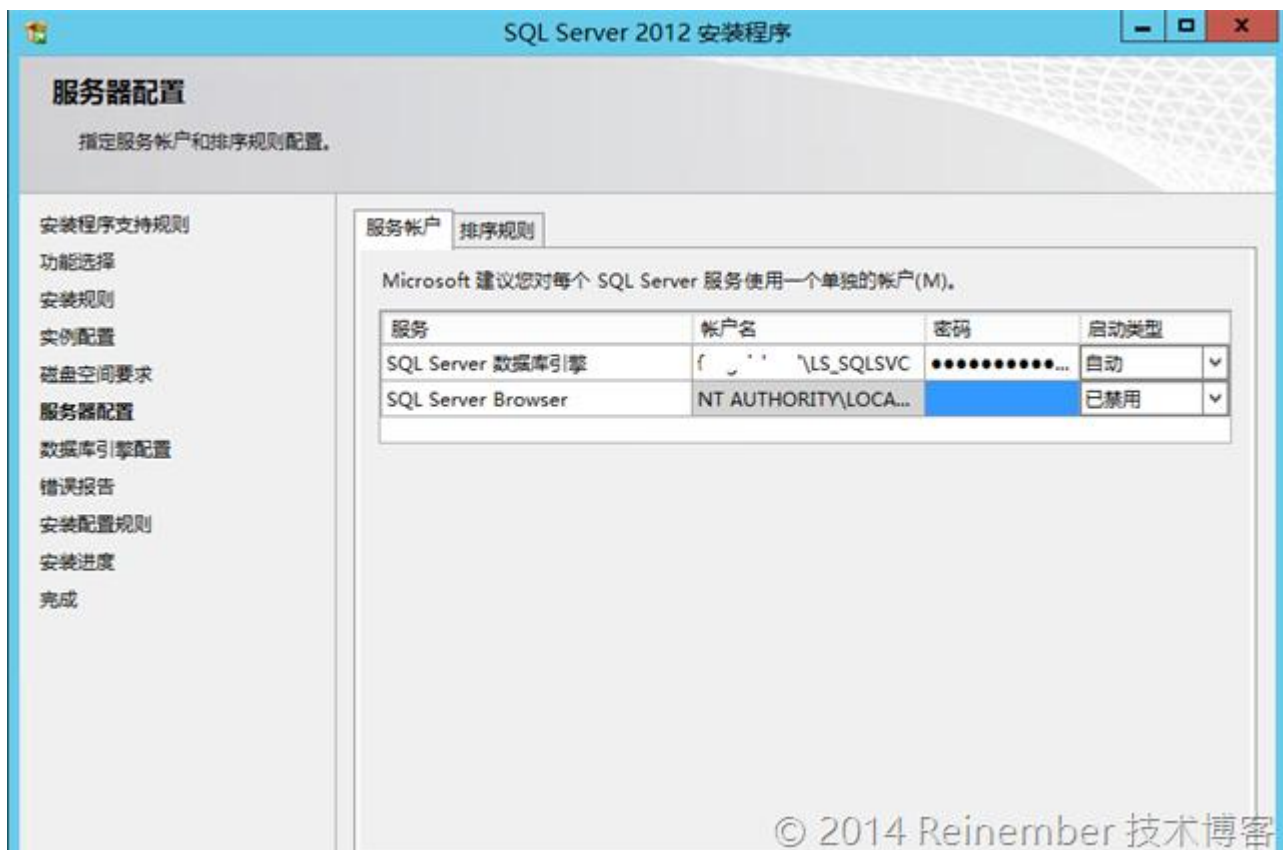 SQL Server 2012 安装程序
服务器配置
指定服务帐户和排序规则配置。
安装程序支持规则
功能选择
安装规则
实例配置
磁盘空间要求
服务器配置
数据库引擎配置
错误报告
安装配置规则
安装进度
完成
服务帐户 排序规则
Microsoft 建议您对每个 SQL Server 服务使用一个单独的帐户(M)。
服务 帐户名 密码 启动类型
SQL Server 数据库引擎 \LS_SQLSVC ●●●●●●●●●●... 自动
SQL Server Browser NT AUTHORITY\LOCA... 已禁用
© 2014 Reinember 技术博客